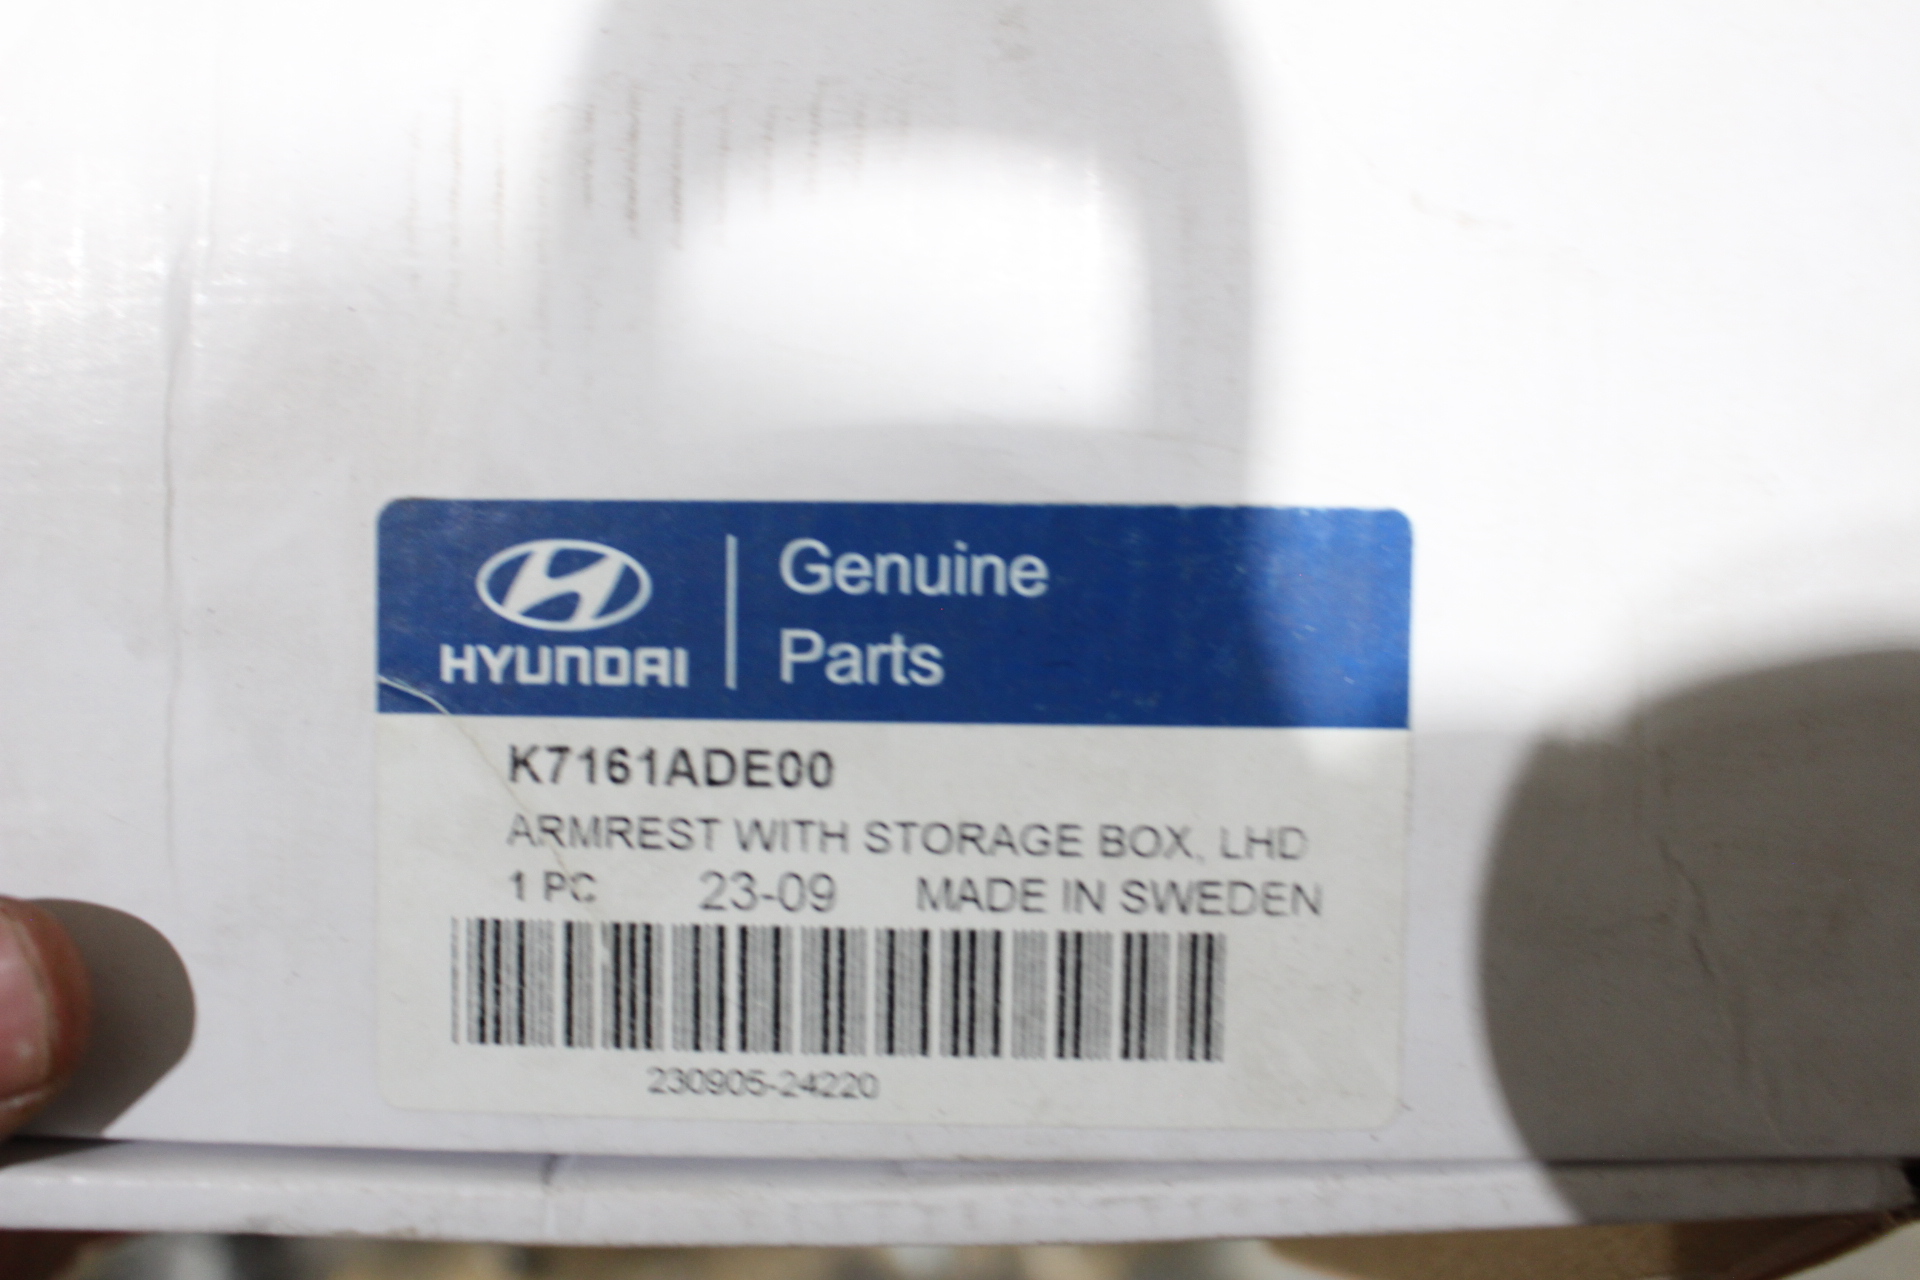 HYUNDAI
Genuine
Parts
K7161ADE00
ARMREST WITH STORAGE BOX, LHD
1 PC 23-09 MADE IN SWEDEN
230905-24220